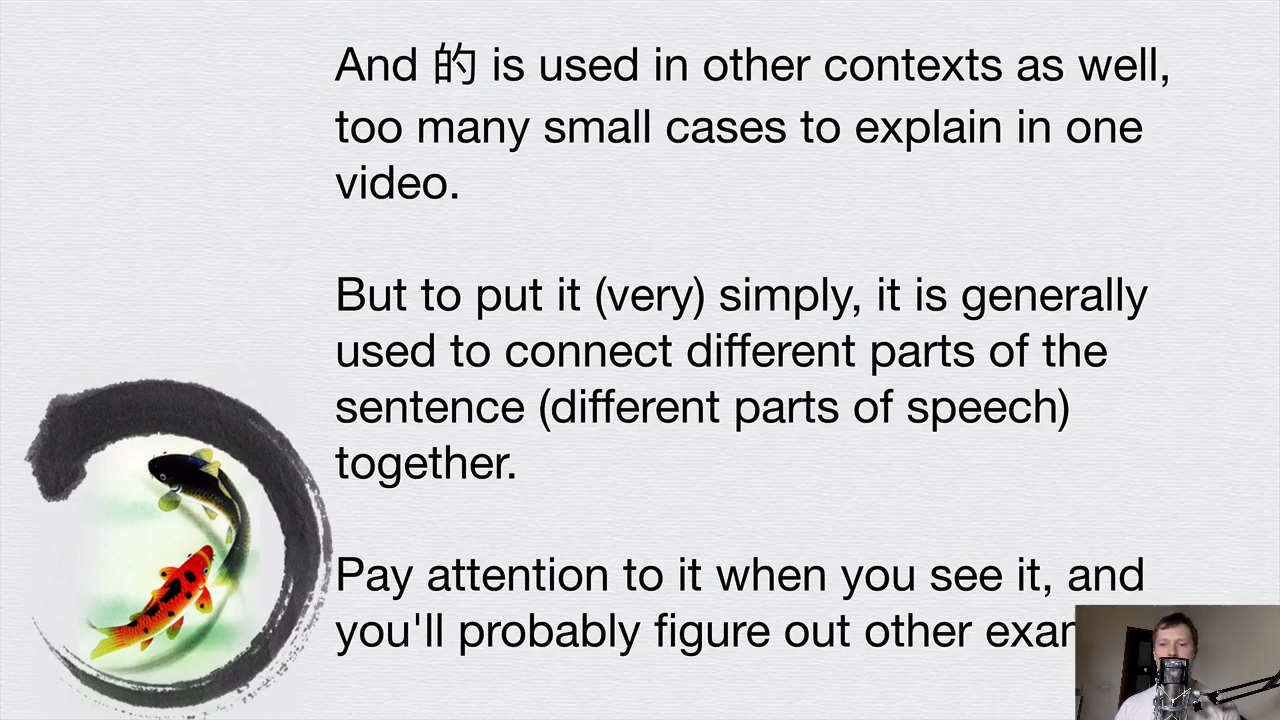 And 的 is used in other contexts as well,
too many small cases to explain in one
video.
But to put it (very) simply, it is generally
used to connect different parts of the
sentence (different parts of speech)
together.
Pay attention to it when you see it, and
you'll probably figure out other